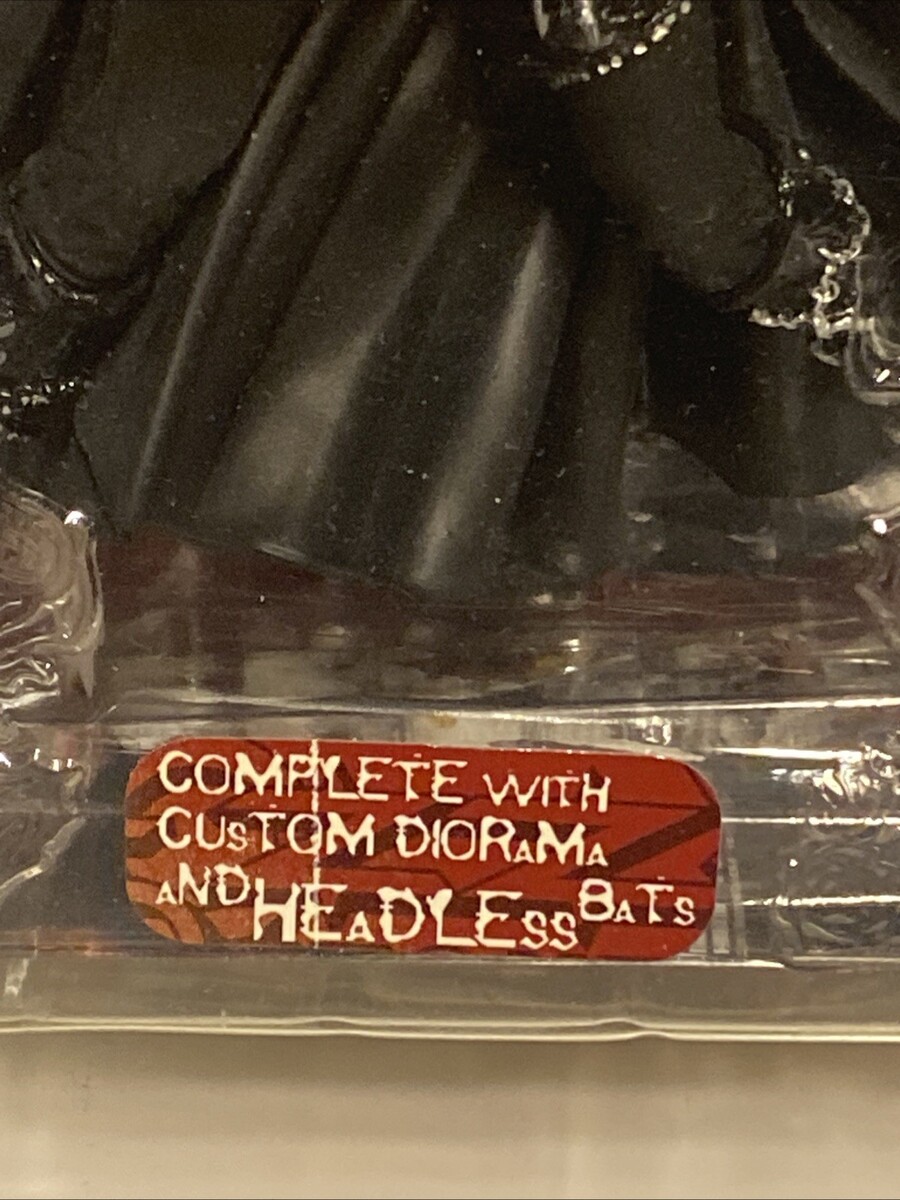 COMPLETE WITH
CUsTOM DIORaMa
aND HEaDLEss BaTs